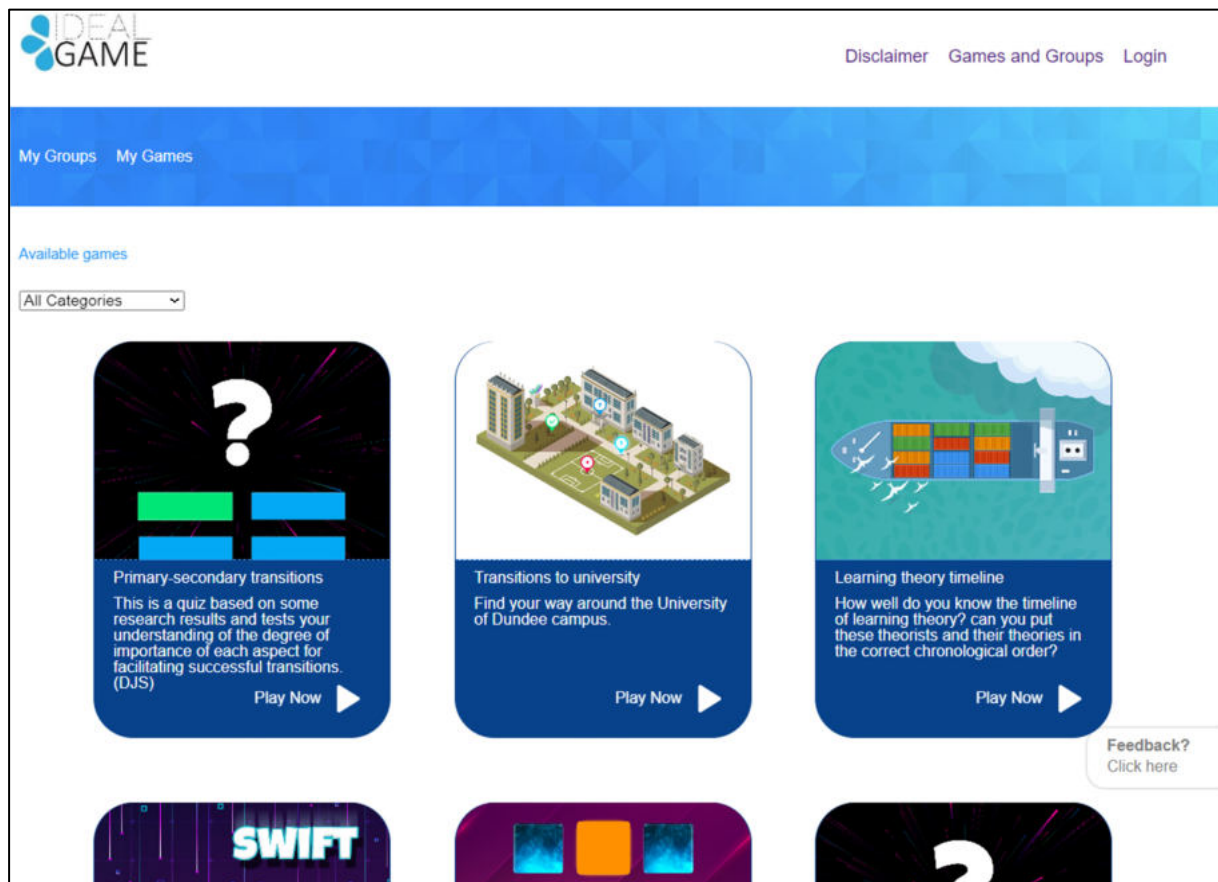 IDEAL
GAME
Disclaimer Games and Groups Login
My Groups My Games
Available games
All Categories
?
Primary-secondary transitions
This is a quiz based on some
research results and tests your
understanding of the degree of
importance of each aspect for
facilitating successful transitions.
(DJS)
Play Now
Transitions to university
Find your way around the University
of Dundee campus.
Play Now
Learning theory timeline
How well do you know the timeline
of learning theory? can you put
these theorists and their theories in
the correct chronological order?
Play Now
Feedback?
Click here
SWIFT
?